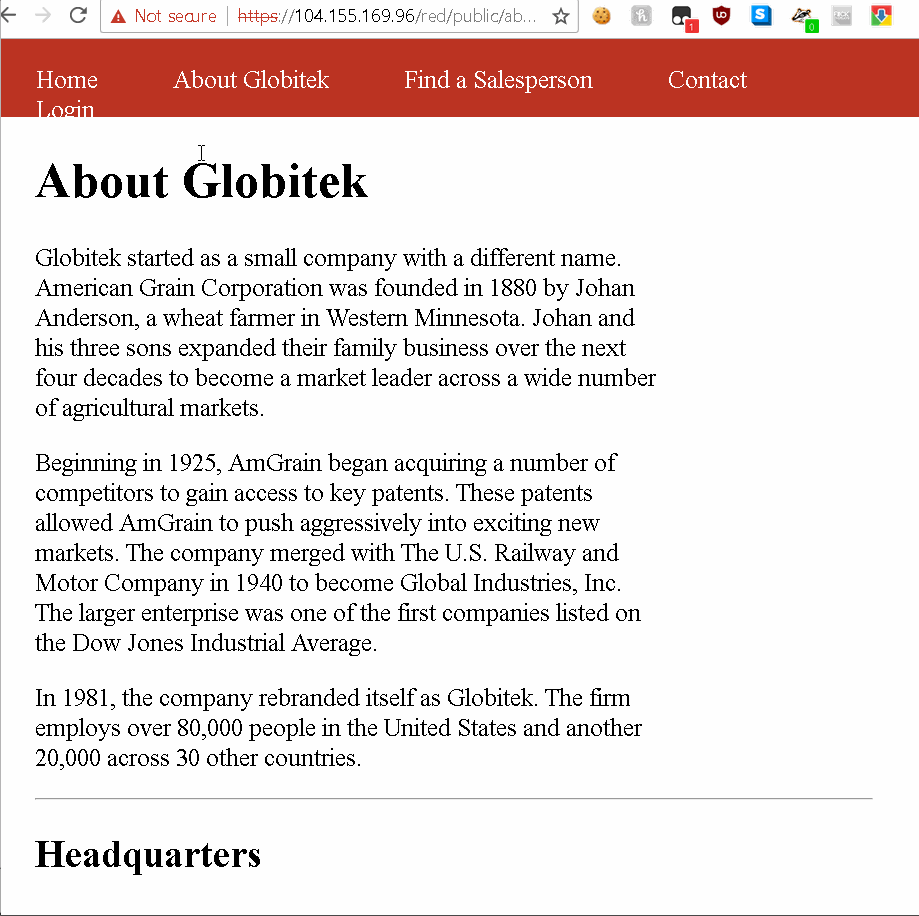 Not secure | https://104.155.169.96/red/public/ab...
1
0
Home About Globitek Find a Salesperson Contact
Login
About Globitek
Globitek started as a small company with a different name.
American Grain Corporation was founded in 1880 by Johan
Anderson, a wheat farmer in Western Minnesota. Johan and
his three sons expanded their family business over the next
four decades to become a market leader across a wide number
of agricultural markets.
Beginning in 1925, AmGrain began acquiring a number of
competitors to gain access to key patents. These patents
allowed AmGrain to push aggressively into exciting new
markets. The company merged with The U.S. Railway and
Motor Company in 1940 to become Global Industries, Inc.
The larger enterprise was one of the first companies listed on
the Dow Jones Industrial Average.
In 1981, the company rebranded itself as Globitek. The firm
employs over 80,000 people in the United States and another
20,000 across 30 other countries.
Headquarters